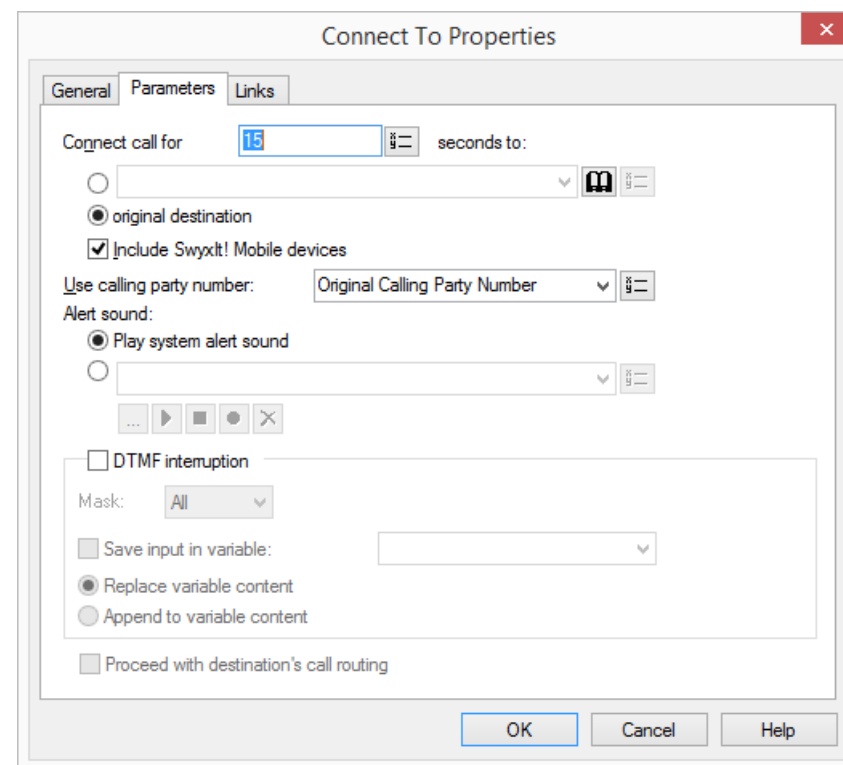 Connect To Properties
General Parameters Links
Connect call for 15 seconds to:
original destination
Include SwyxIt! Mobile devices
Use calling party number: Original Calling Party Number
Alert sound:
Play system alert sound
...
DTMF interruption
Mask: All
Save input in variable:
Replace variable content
Append to variable content
Proceed with destination's call routing
OK Cancel Help